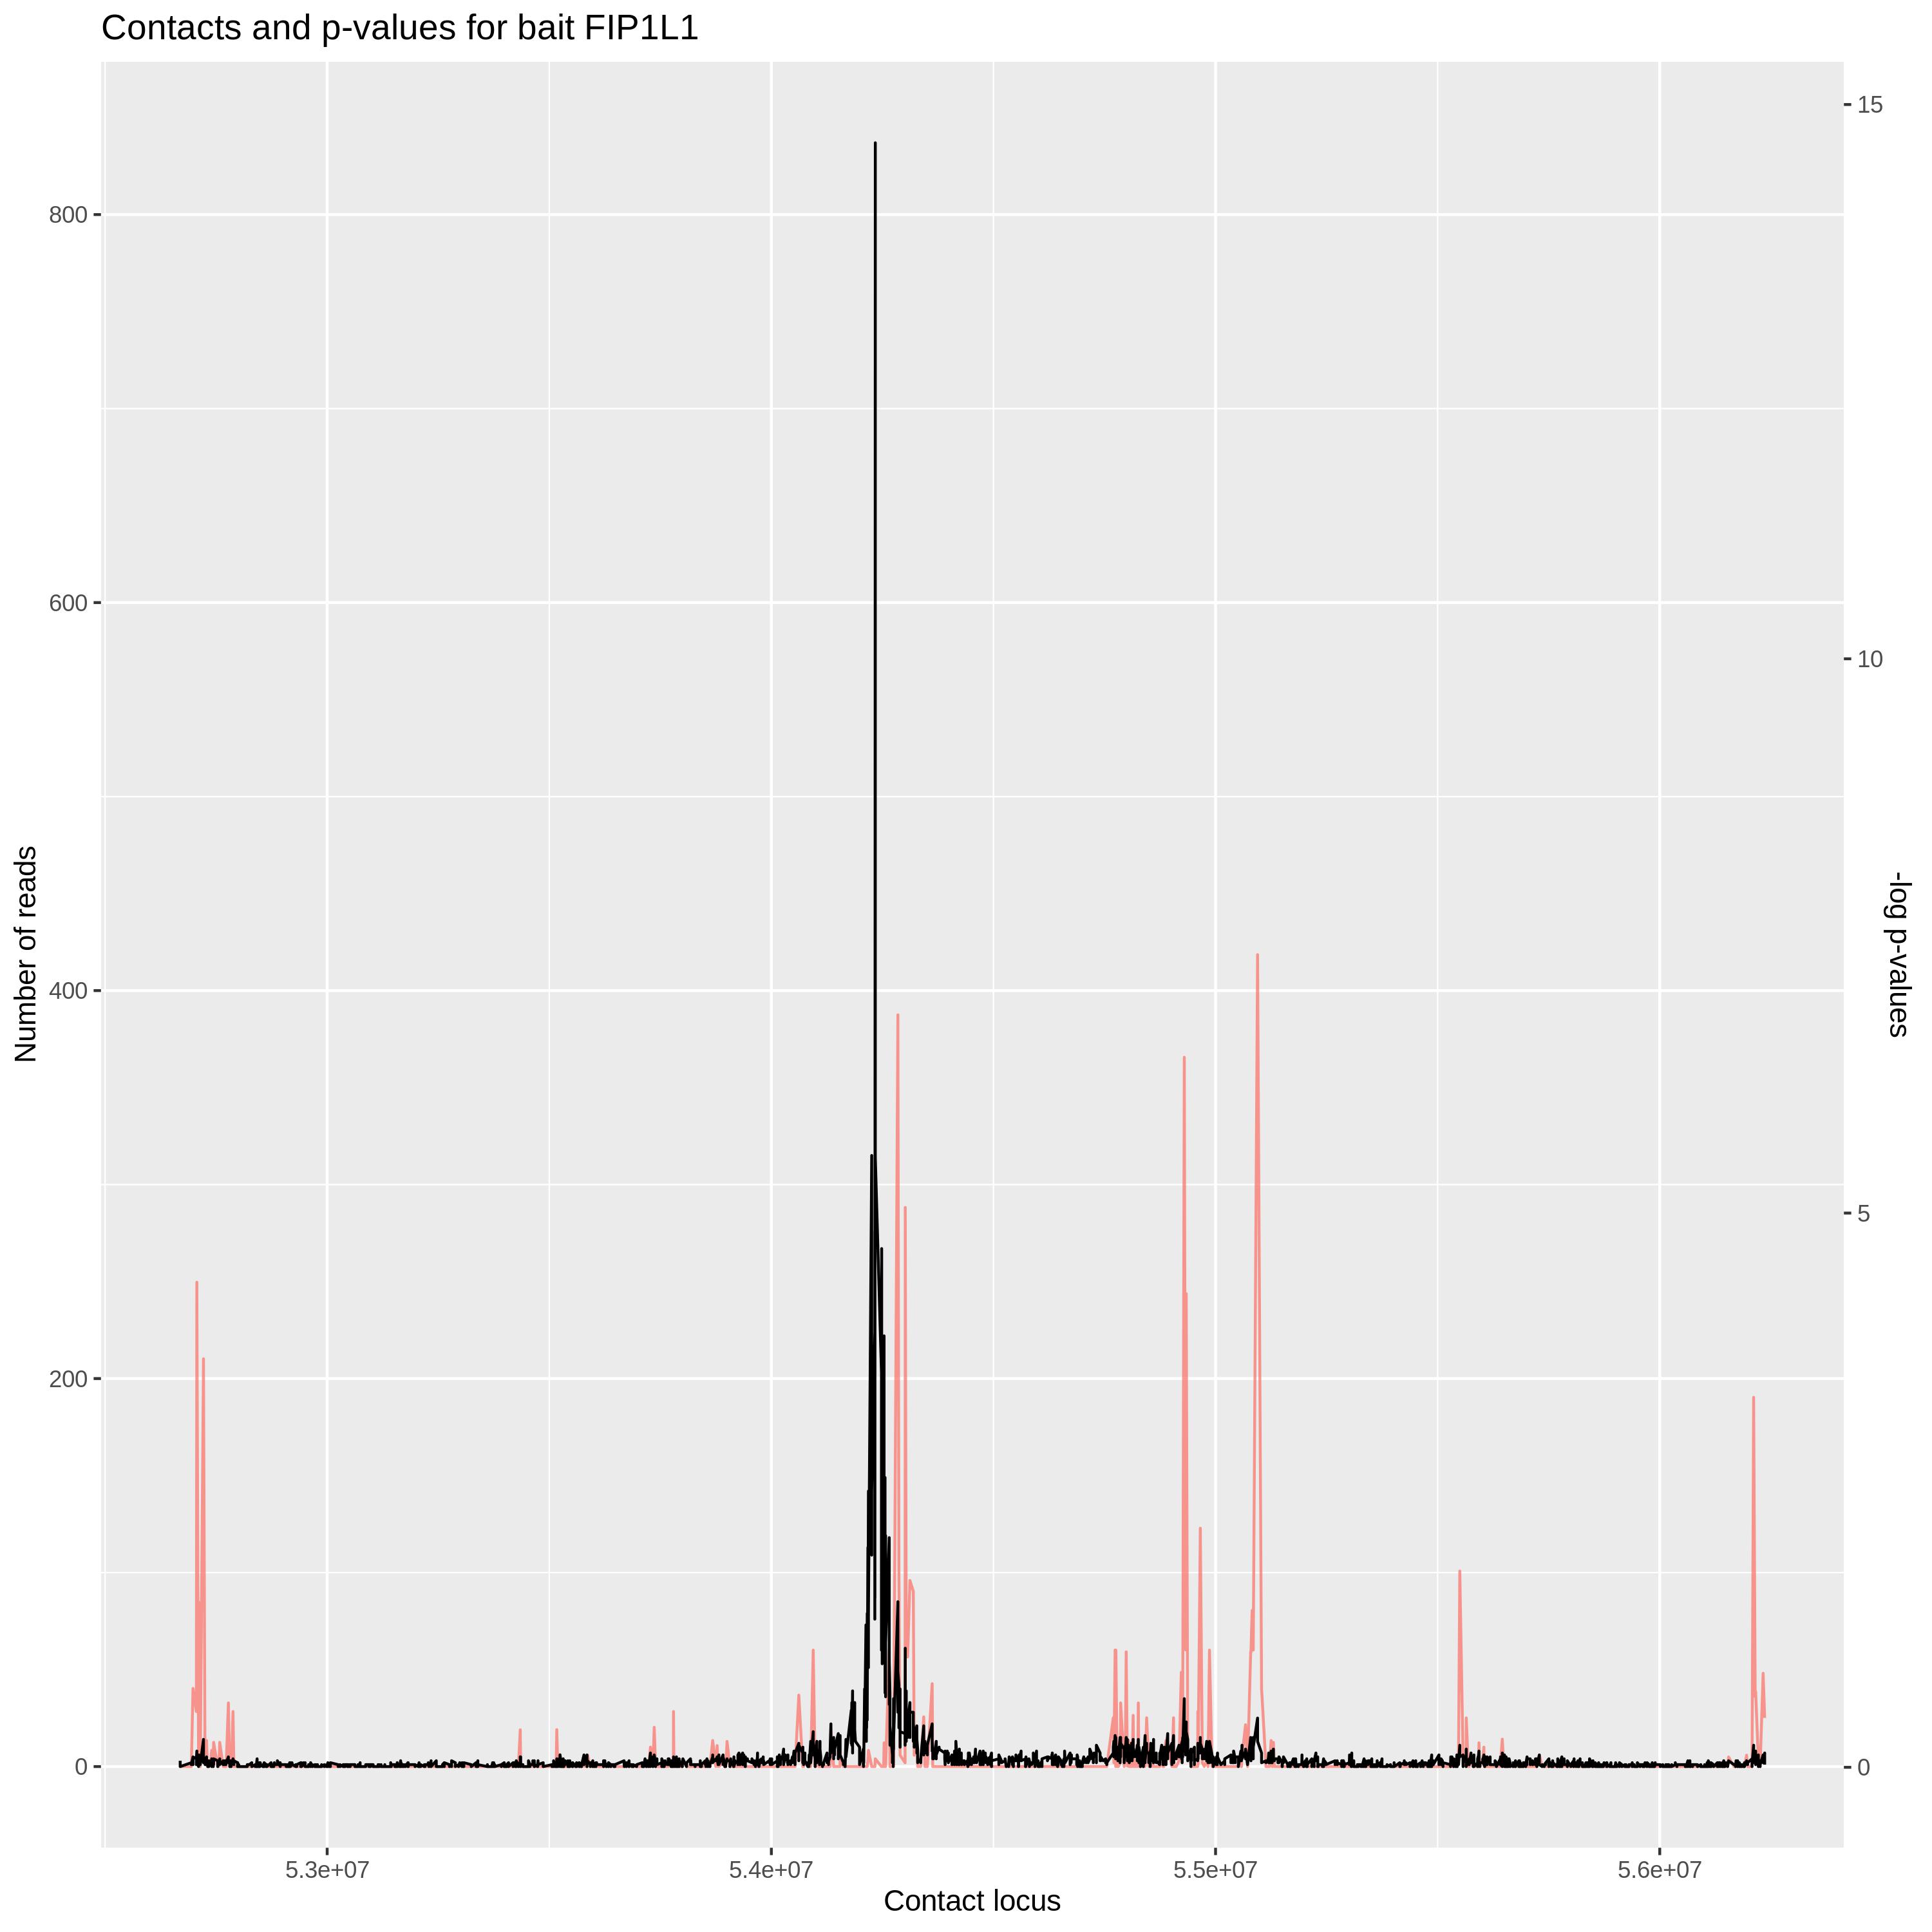 Contacts and p-values for bait FIP1L1
Number of reads
800
600
400
200
0
15
10
5
0
-log p-values
5.3e+07
5.4e+07
5.5e+07
5.6e+07
Contact locus